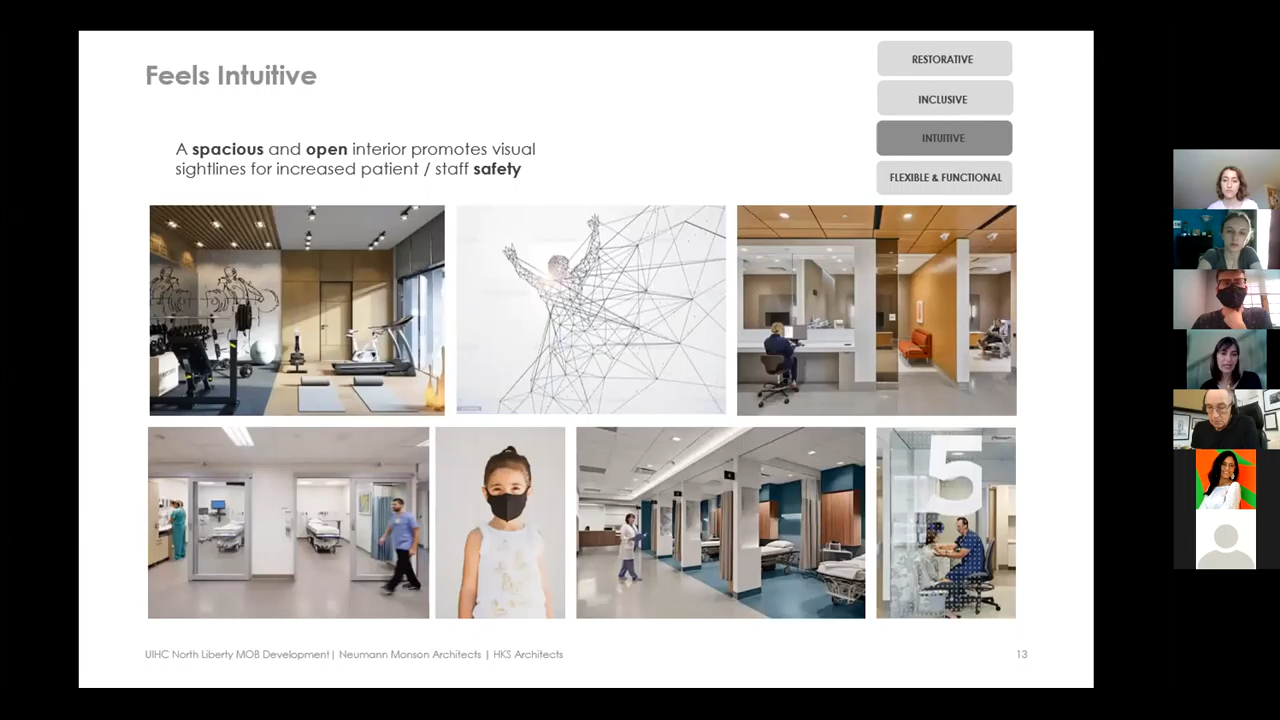 Feels Intuitive
RESTORATIVE
INCLUSIVE
INTUITIVE
FLEXIBLE & FUNCTIONAL
A spacious and open interior promotes visual
sightlines for increased patient / staff safety
5
UIHC North Liberty MOB Development| Neumann Monson Architects | HKS Architects
13